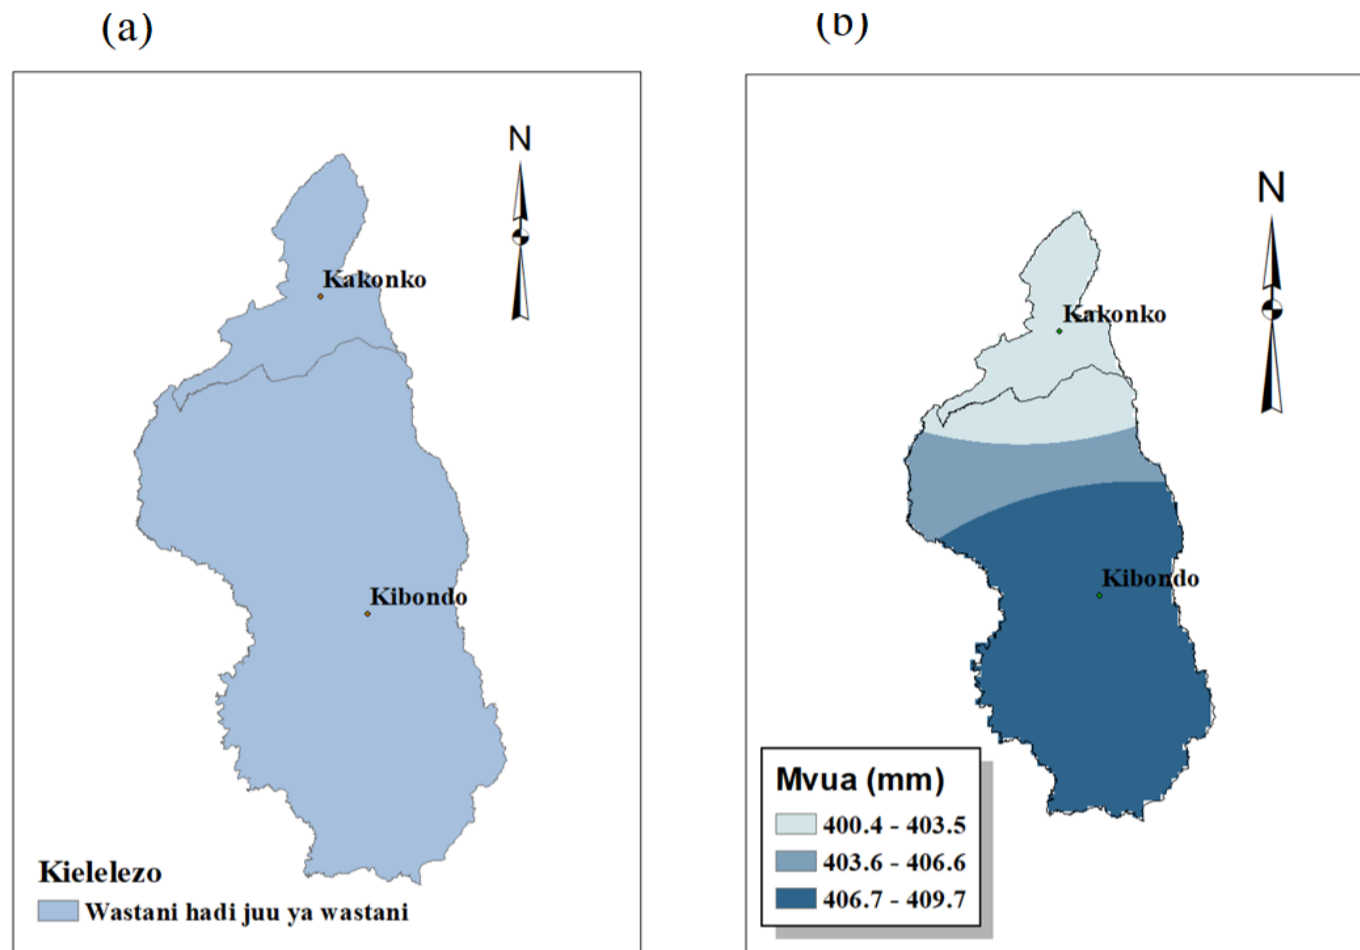 (a)
N
Kakonko
Kibondo
Kielelezo
Wastani hadi juu ya wastani
(b)
N
Kakonko
Kibondo
Mvua (mm)
400.4 - 403.5
403.6 - 406.6
406.7 - 409.7